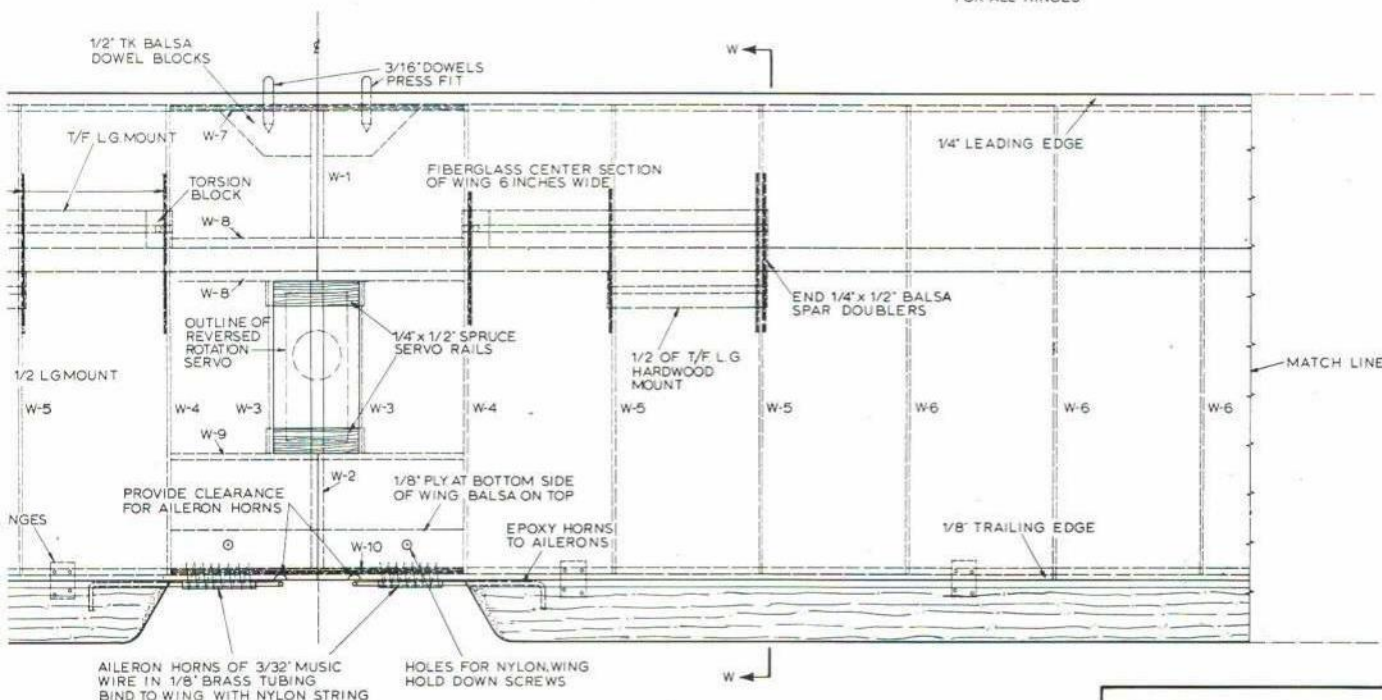 FOR ALL HINGES
1/2" TK BALSA
DOWEL BLOCKS
3/16" DOWELS
PRESS FIT
W
T/F L.G. MOUNT
W-7
W-1
1/4" LEADING EDGE
TORSION
BLOCK
FIBERGLASS CENTER SECTION
OF WING 6 INCHES WIDE
W-8
W-8
END 1/4" x 1/2" BALSA
SPAR DOUBLERS
OUTLINE OF
REVERSED
ROTATION
SERVO
1/4" x 1/2" SPRUCE
SERVO RAILS
1/2 OF T/F L.G.
HARDWOOD
MOUNT
MATCH LINE
1/2 L.G MOUNT
W-5
W-4
W-3
W-3
W-4
W-5
W-5
W-6
W-6
W-6
W-9
W-2
1/8" PLY AT BOTTOM SIDE
OF WING BALSA ON TOP
PROVIDE CLEARANCE
FOR AILERON HORNS
NGES
EPOXY HORNS
TO AILERONS
1/8" TRAILING EDGE
W-10
AILERON HORNS OF 3/32" MUSIC
WIRE IN 1/8" BRASS TUBING
BIND TO WING WITH NYLON STRING
HOLES FOR NYLON WING
HOLD DOWN SCREWS
W